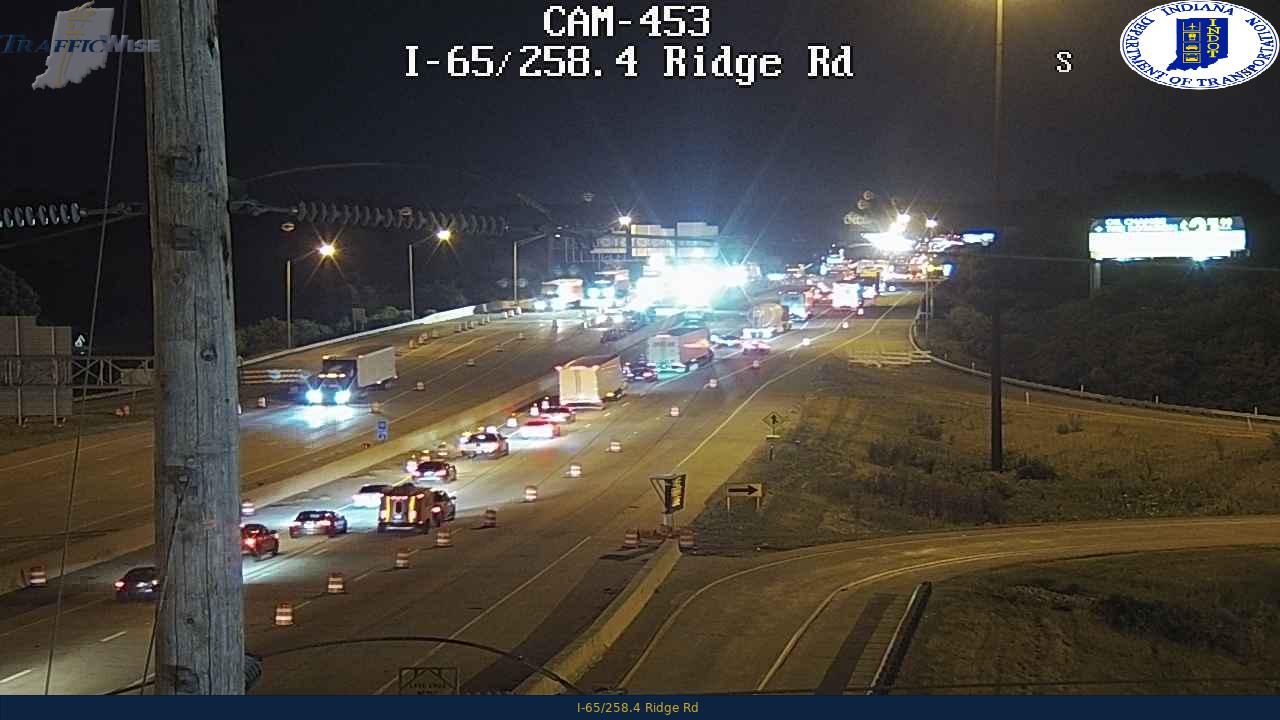 CAM-453
I-65/258.4 Ridge Rd
S
TRAFFICWISE
INDIANA
DEPARTMENT OF TRANSPORTATION
INDOT
I-65/258.4 Ridge Rd